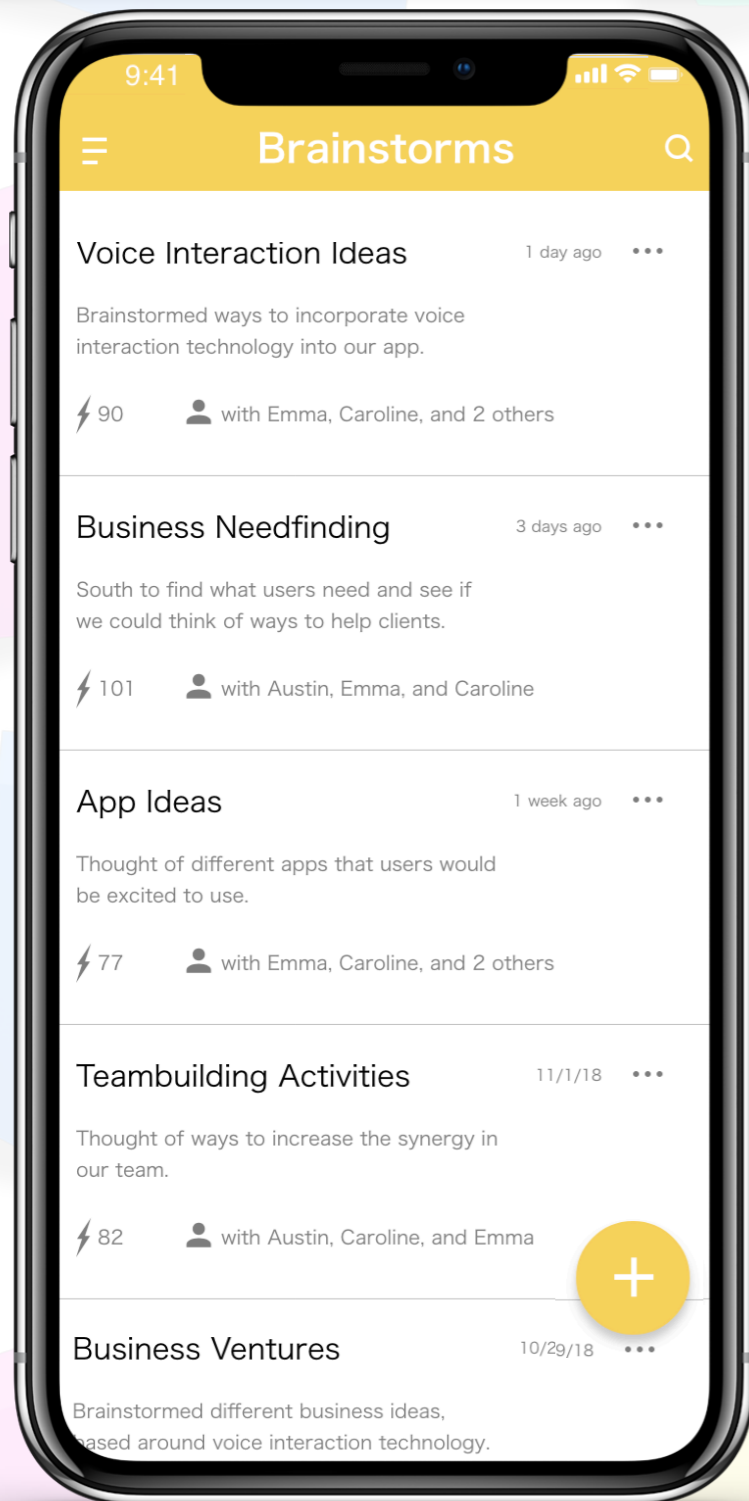 9:41
Brainstorms
Voice Interaction Ideas 1 day ago
Brainstormed ways to incorporate voice
interaction technology into our app.
90 with Emma, Caroline, and 2 others
Business Needfinding 3 days ago
South to find what users need and see if
we could think of ways to help clients.
101 with Austin, Emma, and Caroline
App Ideas 1 week ago
Thought of different apps that users would
be excited to use.
77 with Emma, Caroline, and 2 others
Teambuilding Activities 11/1/18
Thought of ways to increase the synergy in
our team.
82 with Austin, Caroline, and Emma
Business Ventures 10/29/18
Brainstormed different business ideas,
based around voice interaction technology.